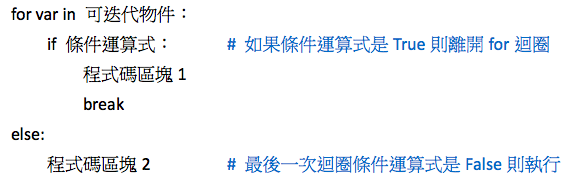 for var in 可迭代物件：
if 條件運算式： # 如果條件運算式是 True 則離開 for 迴圈
程式碼區塊 1
break
else:
程式碼區塊 2 # 最後一次迴圈條件運算式是 False 則執行